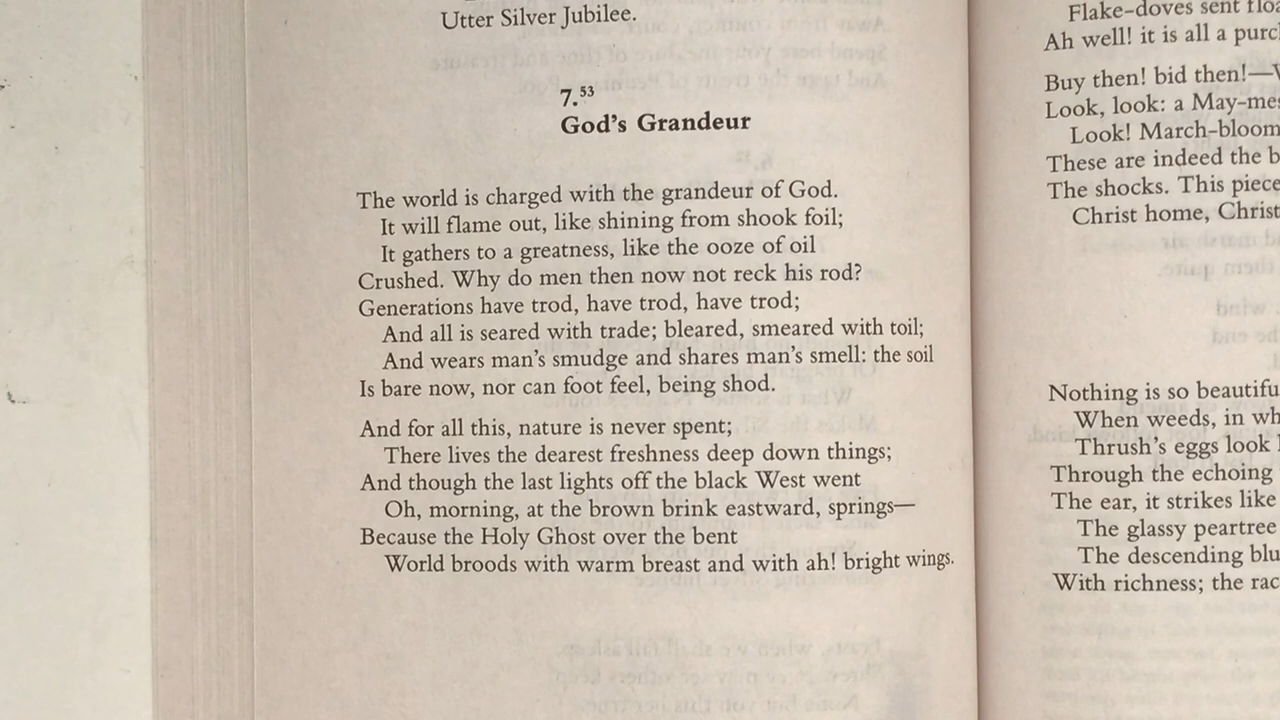 Utter Silver Jubilee.
7.53
God's Grandeur
The world is charged with the grandeur of God.
It will flame out, like shining from shook foil;
It gathers to a greatness, like the ooze of oil
Crushed. Why do men then now not reck his rod?
Generations have trod, have trod, have trod;
And all is seared with trade; bleared, smeared with toil;
And wears man's smudge and shares man's smell: the soil
Is bare now, nor can foot feel, being shod.
And for all this, nature is never spent;
There lives the dearest freshness deep down things;
And though the last lights off the black West went
Oh, morning, at the brown brink eastward, springs—
Because the Holy Ghost over the bent
World broods with warm breast and with ah! bright wings.
Flake-doves sent
Ah well! it is all a
Buy then! bid then!—
Look, look: a
Look! March-bloom
These are indeed the
The shocks. This piece
Christ home, Christ
Nothing is so
When weeds, in
Thrush's eggs look
Through the echoing
The ear, it strikes like
The glassy peartree
The descending
With richness; the